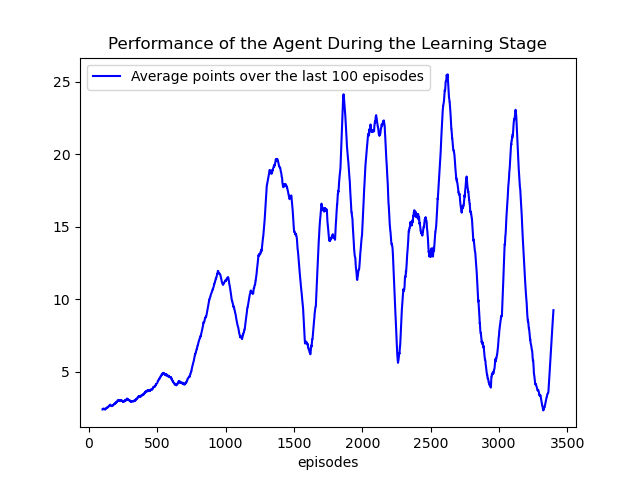 Performance of the Agent During the Learning Stage
Average points over the last 100 episodes
25
20
15
10
5
0 500 1000 1500 2000 2500 3000 3500
episodes